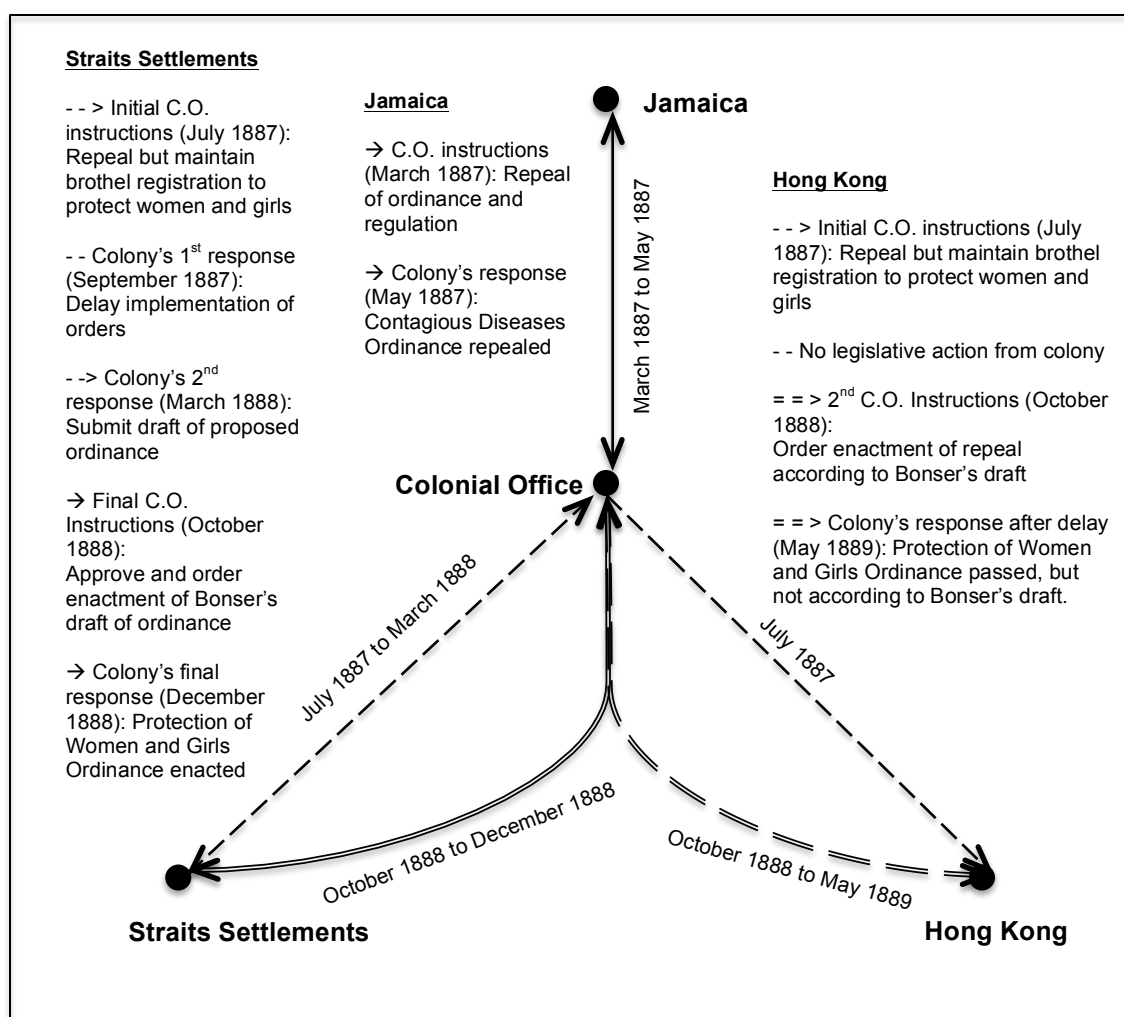 Straits Settlements
- - > Initial C.O.
instructions (July 1887):
Repeal but maintain
brothel registration to
protect women and girls
- - Colony's 1st response
(September 1887):
Delay implementation of
orders
- -> Colony's 2nd
response (March 1888):
Submit draft of proposed
ordinance
→ Final C.O.
Instructions (October
1888):
Approve and order
enactment of Bonser's
draft of ordinance
→ Colony's final
response (December
1888): Protection of
Women and Girls
Ordinance enacted
Jamaica
→ C.O. instructions
(March 1887): Repeal
of ordinance and
regulation
→ Colony's response
(May 1887):
Contagious Diseases
Ordinance repealed
Jamaica
March 1887 to May 1887
Hong Kong
- - > Initial C.O. instructions (July
1887): Repeal but maintain brothel
registration to protect women and
girls
- - No legislative action from colony
= = > 2nd C.O. Instructions (October
1888):
Order enactment of repeal
according to Bonser's draft
= = > Colony's response after delay
(May 1889): Protection of Women
and Girls Ordinance passed, but
not according to Bonser's draft.
Colonial Office
July 1887 to March 1888
July 1887
October 1888 to December 1888
October 1888 to May 1889
Straits Settlements
Hong Kong